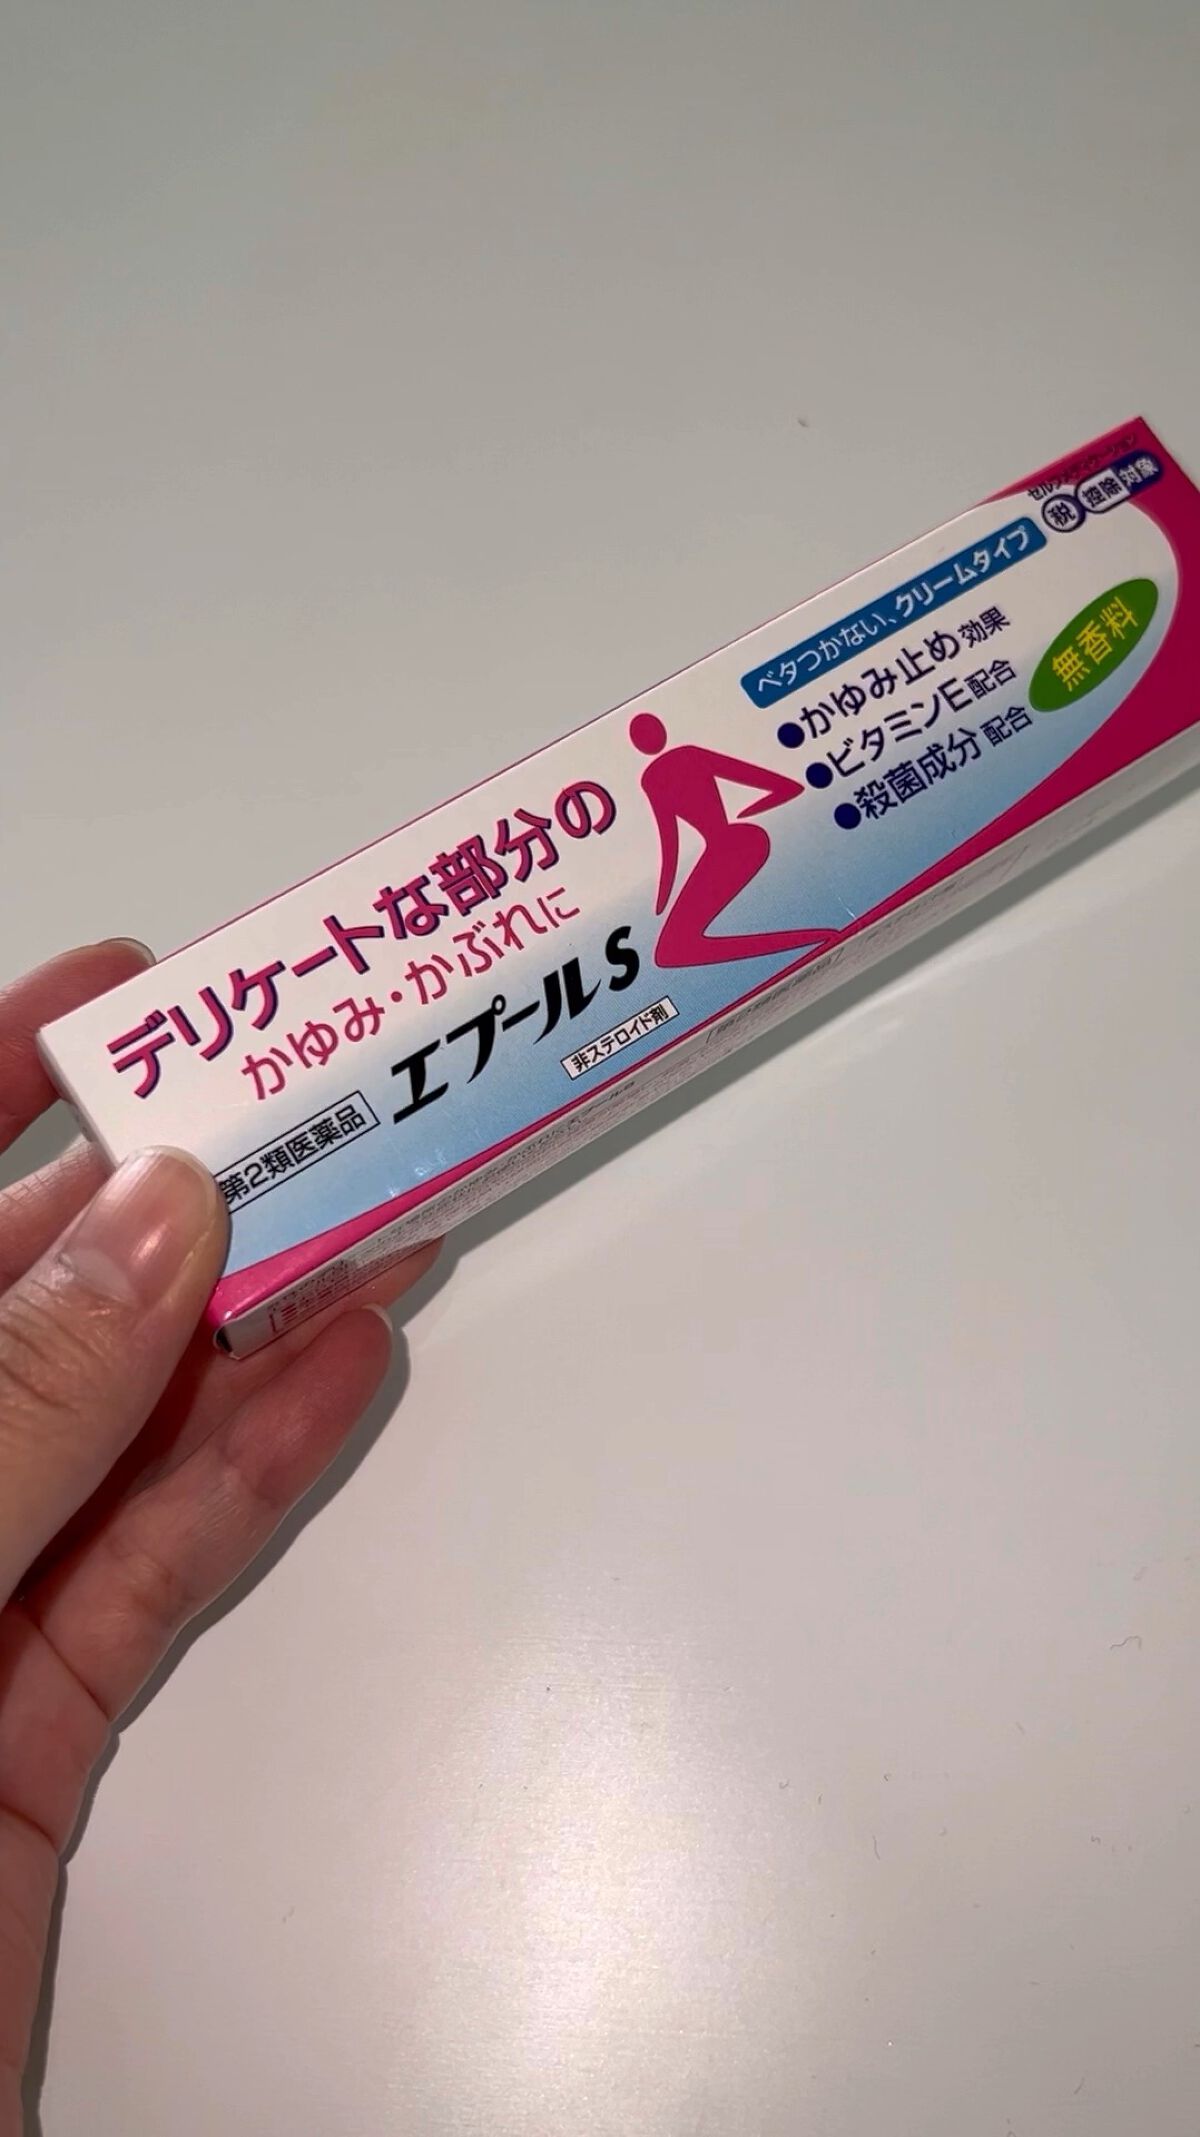 デリケートな部分の
かゆみ・かぶれに
第2類医薬品
エプールS
非ステロイド剤
セルフメディケーション
税 控除 対象
ベタつかない、クリームタイプ
●かゆみ止め効果
●ビタミンE配合
●殺菌成分配合
無香料